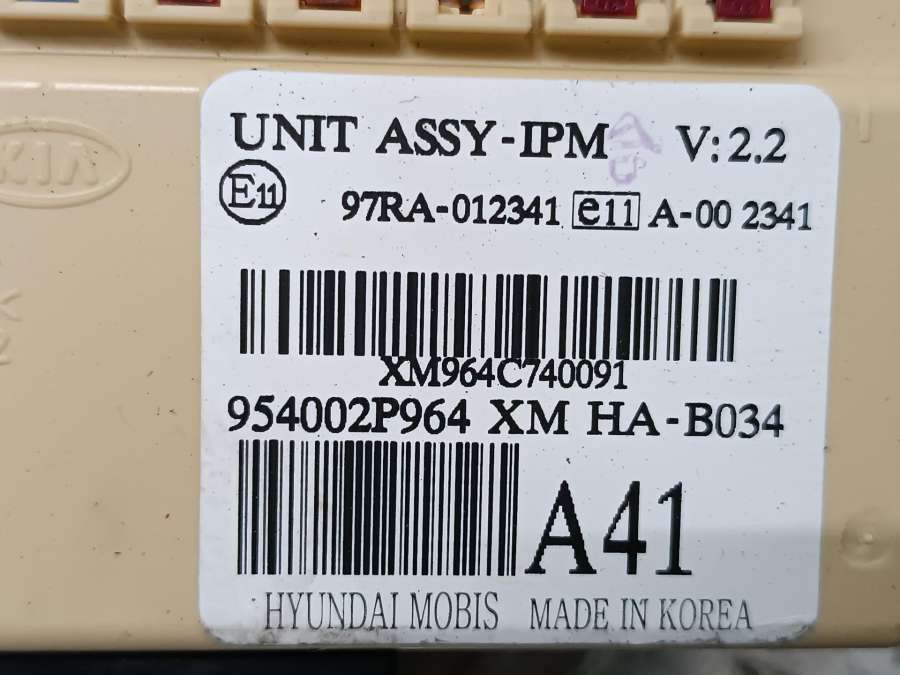 KIA
UNIT ASSY-IPM V:2.2
E11 97RA-012341 e11 A-00 2341
XM964C740091
954002P964 XM HA-B034
A41
HYUNDAI MOBIS MADE IN KOREA